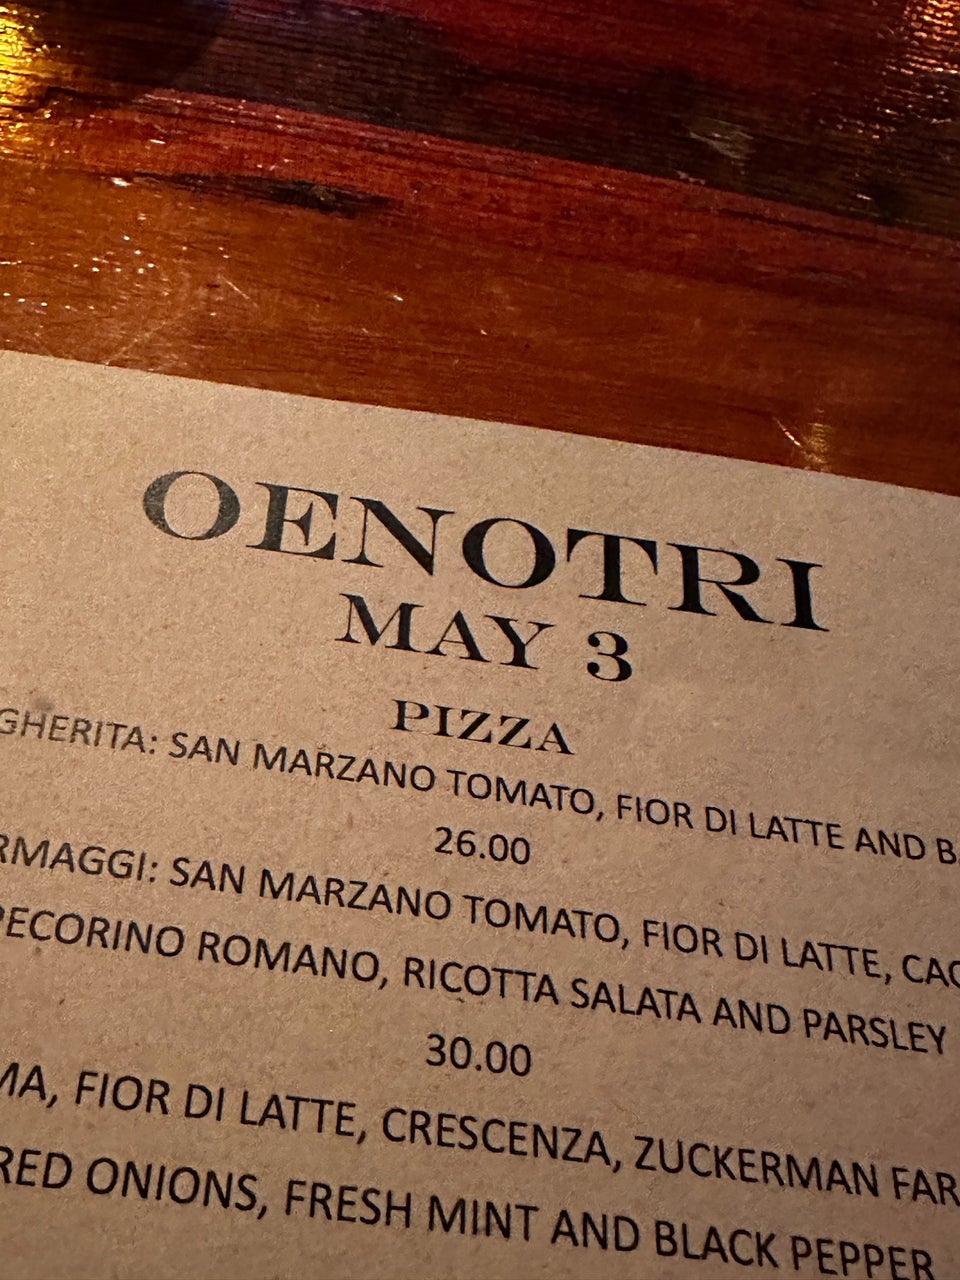 OENOTRI
MAY 3
PIZZA
GHERITA: SAN MARZANO TOMATO, FIOR DI LATTE AND B
26.00
RMAGGI: SAN MARZANO TOMATO, FIOR DI LATTE, CAC
PECORINO ROMANO, RICOTTA SALATA AND PARSLEY
30.00
MA, FIOR DI LATTE, CRESCENZA, ZUCKERMAN FAR
RED ONIONS, FRESH MINT AND BLACK PEPPER